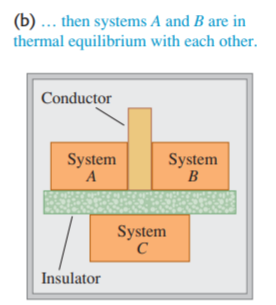 (b) … then systems A and B are in
thermal equilibrium with each other.
Conductor
System
A
System
B
System
C
Insulator